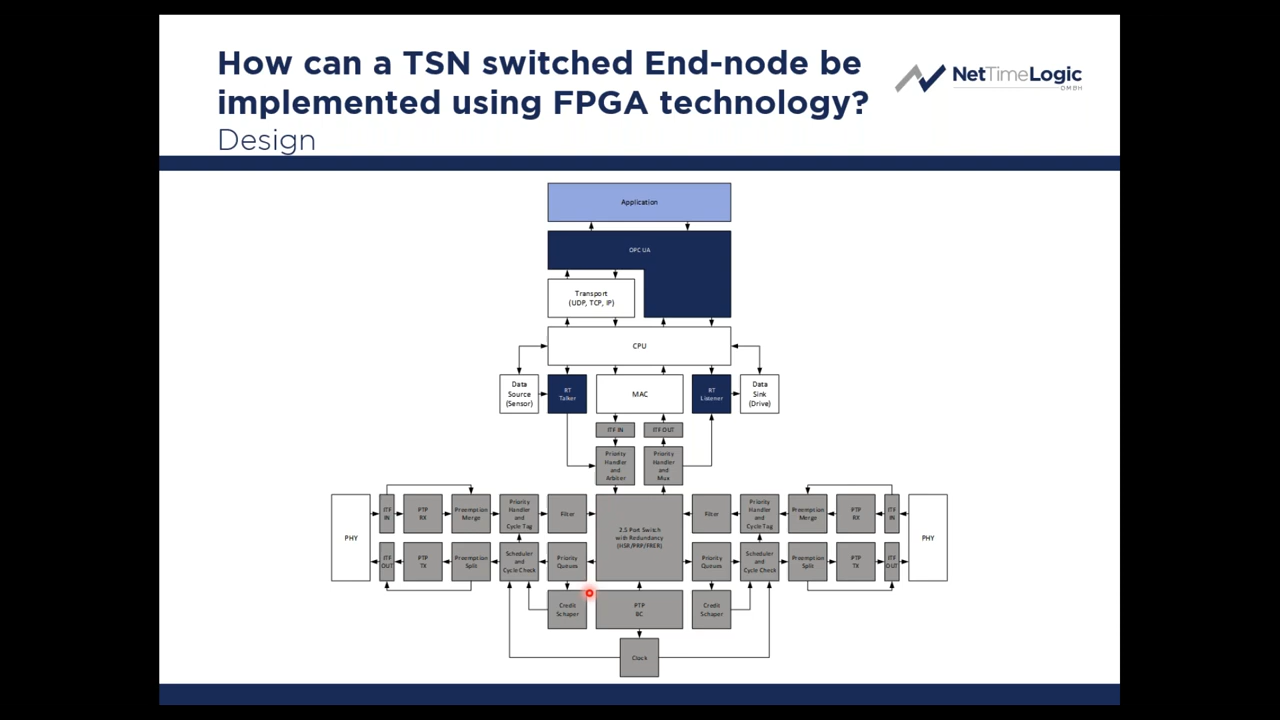 How can a TSN switched End-node be
implemented using FPGA technology?
Design
NetTimeLogic
GMBH
Application
OPC UA
Transport
(UDP, TCP, IP)
CPU
Data
Source
(Sensor)
RT
Talker
MAC
RT
Listener
Data
Sink
(Drive)
ITF IN
ITF OUT
Priority
Handler
and
Arbiter
Priority
Handler
and
Mux
PHY
ITF
IN
PTP
RX
Preemption
Merge
Priority
Handler
and
Cycle Tag
Filter
2.5 Port Switch
with Redundancy
(HSR/PRP/FRER)
Filter
Priority
Handler
and
Cycle Tag
Preemption
Merge
PTP
RX
ITF
IN
PHY
ITF
OUT
PTP
TX
Preemption
Split
Scheduler
and
Cycle Check
Priority
Queues
Priority
Queues
Scheduler
and
Cycle Check
Preemption
Split
PTP
TX
ITF
OUT
Credit
Schaper
PTP
BC
Credit
Schaper
Clock